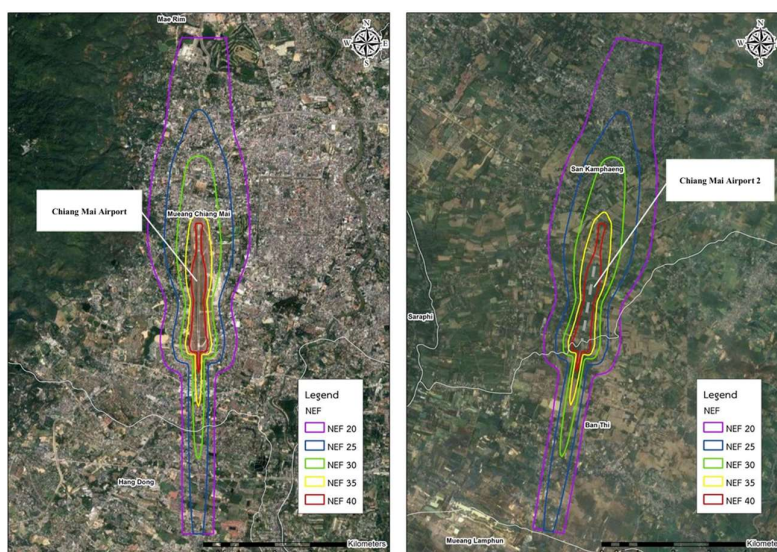 Mae Rim
N
W
E
S
Chiang Mai Airport
Mueang Chiang Mai
Hang Dong
Legend
NEF
NEF 20
NEF 25
NEF 30
NEF 35
NEF 40
Kilometers
N
W
E
S
San Kamphaeng
Chiang Mai Airport 2
Saraphi
Ban Thi
Mueang Lamphun
Legend
NEF
NEF 20
NEF 25
NEF 30
NEF 35
NEF 40
Kilometers